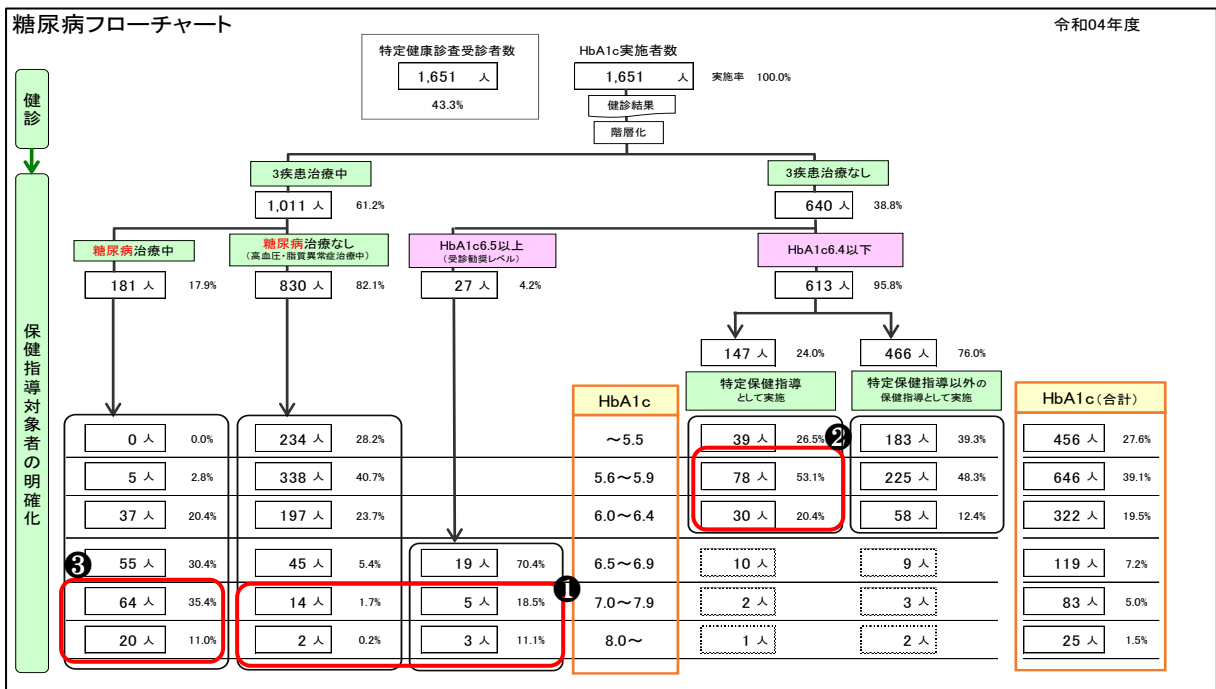 糖尿病フローチャート
令和04年度
特定健康診査受診者数
HbA1c実施者数
1,651 人
1,651 人
実施率 100.0%
43.3%
健診結果
階層化
健診
3疾患治療中
3疾患治療なし
1,011 人 61.2%
640 人 38.8%
糖尿病治療中
糖尿病治療なし
(高血圧・脂質異常症治療中)
HbA1c6.5以上
(受診勧奨レベル)
HbA1c6.4以下
181 人 17.9%
830 人 82.1%
27 人 4.2%
613 人 95.8%
保健指導対象者の明確化
147 人 24.0%
466 人 76.0%
特定保健指導
として実施
特定保健指導以外の
保健指導として実施
HbA1c
HbA1c(合計)
0 人 0.0% 234 人 28.2% ～5.5 39 人 26.5% ❷ 183 人 39.3% 456 人 27.6%
5 人 2.8% 338 人 40.7% 5.6～5.9 78 人 53.1% 225 人 48.3% 646 人 39.1%
37 人 20.4% 197 人 23.7% 6.0～6.4 30 人 20.4% 58 人 12.4% 322 人 19.5%
❸ 55 人 30.4% 45 人 5.4% 19 人 70.4% 6.5～6.9 10 人 9 人 119 人 7.2%
64 人 35.4% 14 人 1.7% 5 人 18.5% ❶ 7.0～7.9 2 人 3 人 83 人 5.0%
20 人 11.0% 2 人 0.2% 3 人 11.1% 8.0～ 1 人 2 人 25 人 1.5%